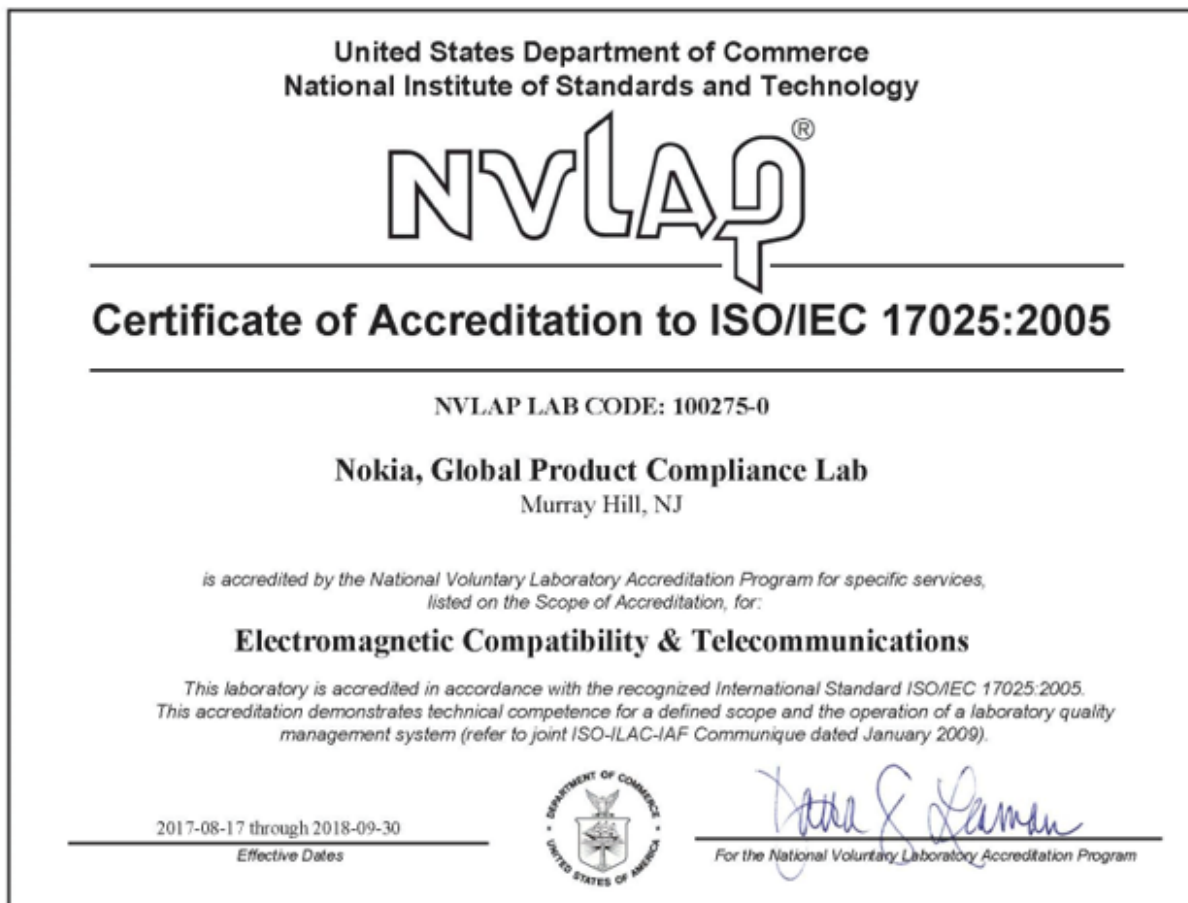 United States Department of Commerce
National Institute of Standards and Technology
NVLAP®
Certificate of Accreditation to ISO/IEC 17025:2005
NVLAP LAB CODE: 100275-0
Nokia, Global Product Compliance Lab
Murray Hill, NJ
is accredited by the National Voluntary Laboratory Accreditation Program for specific services,
listed on the Scope of Accreditation, for:
Electromagnetic Compatibility & Telecommunications
This laboratory is accredited in accordance with the recognized International Standard ISO/IEC 17025:2005.
This accreditation demonstrates technical competence for a defined scope and the operation of a laboratory quality
management system (refer to joint ISO-ILAC-IAF Communique dated January 2009).
2017-08-17 through 2018-09-30
Effective Dates
DEPARTMENT OF COMMERCE
UNITED STATES OF AMERICA
For the National Voluntary Laboratory Accreditation Program